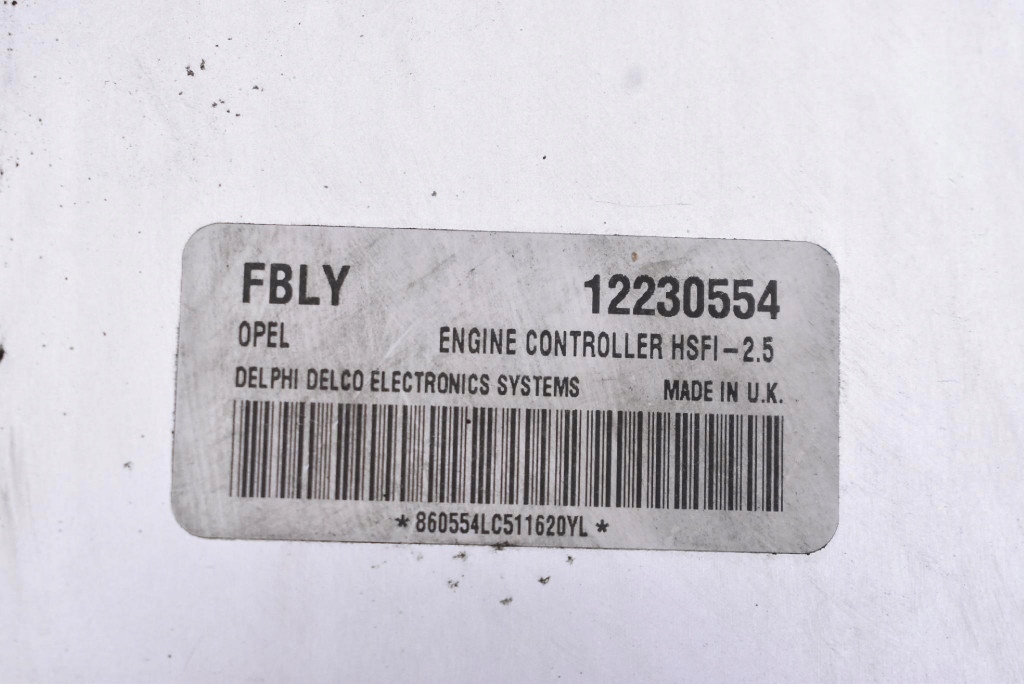 FBLY 12230554
OPEL ENGINE CONTROLLER HSFI-2.5
DELPHI DELCO ELECTRONICS SYSTEMS MADE IN U.K.
*860554LC511620YL*